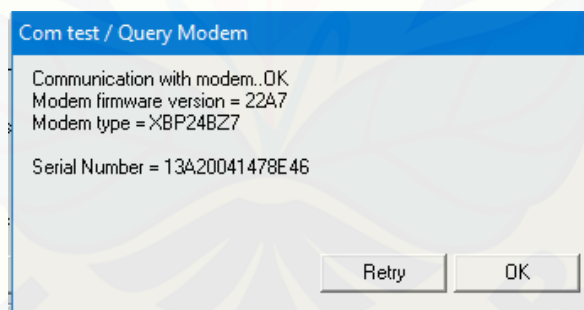 Com test / Query Modem
Communication with modem..OK
Modem firmware version = 22A7
Modem type = XBP24BZ7
Serial Number = 13A20041478E46
Retry
OK